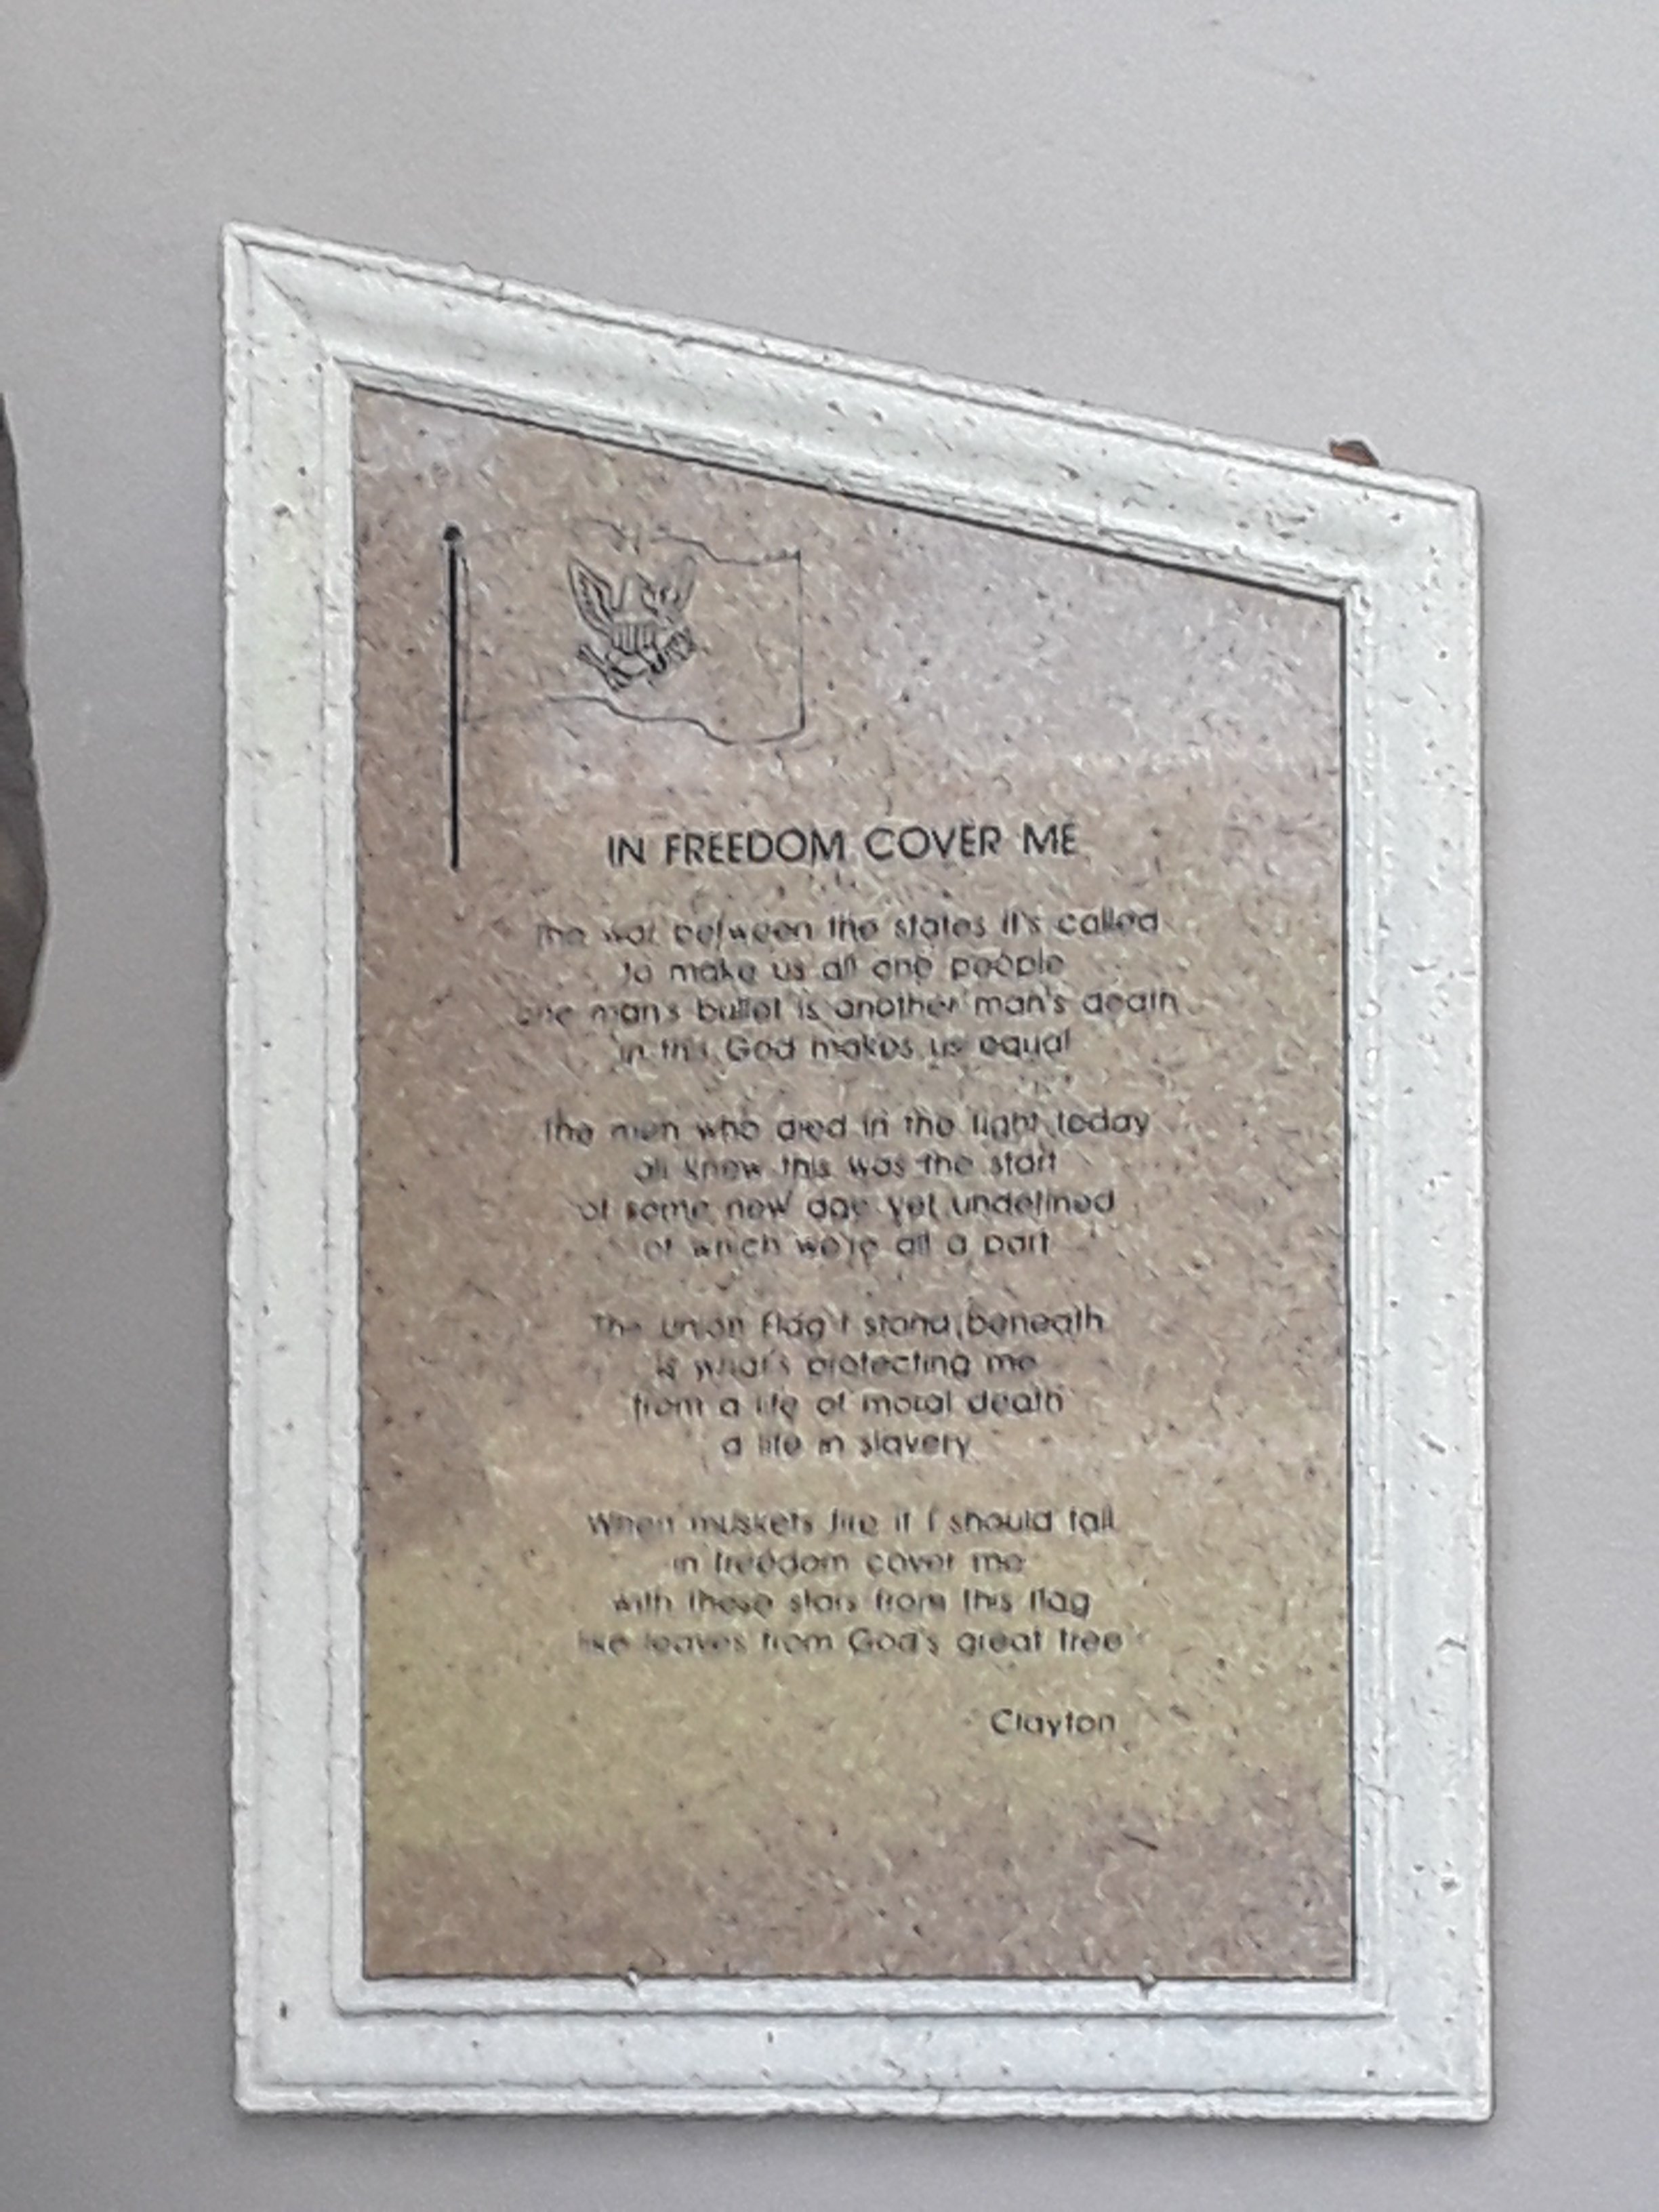 IN FREEDOM COVER ME
The war between the states it's called
to make us all one people
one man's bullet is another man's death
in this God makes us equal
The men who died in the fight today
all knew this was the start
of some new day yet undefined
of which we're all a part
The union flag I stand beneath
is what's protecting me
from a life of moral death
a life in slavery
When muskets fire if I should fall
in freedom cover me
with these stars from this flag
like leaves from God's great tree
Clayton